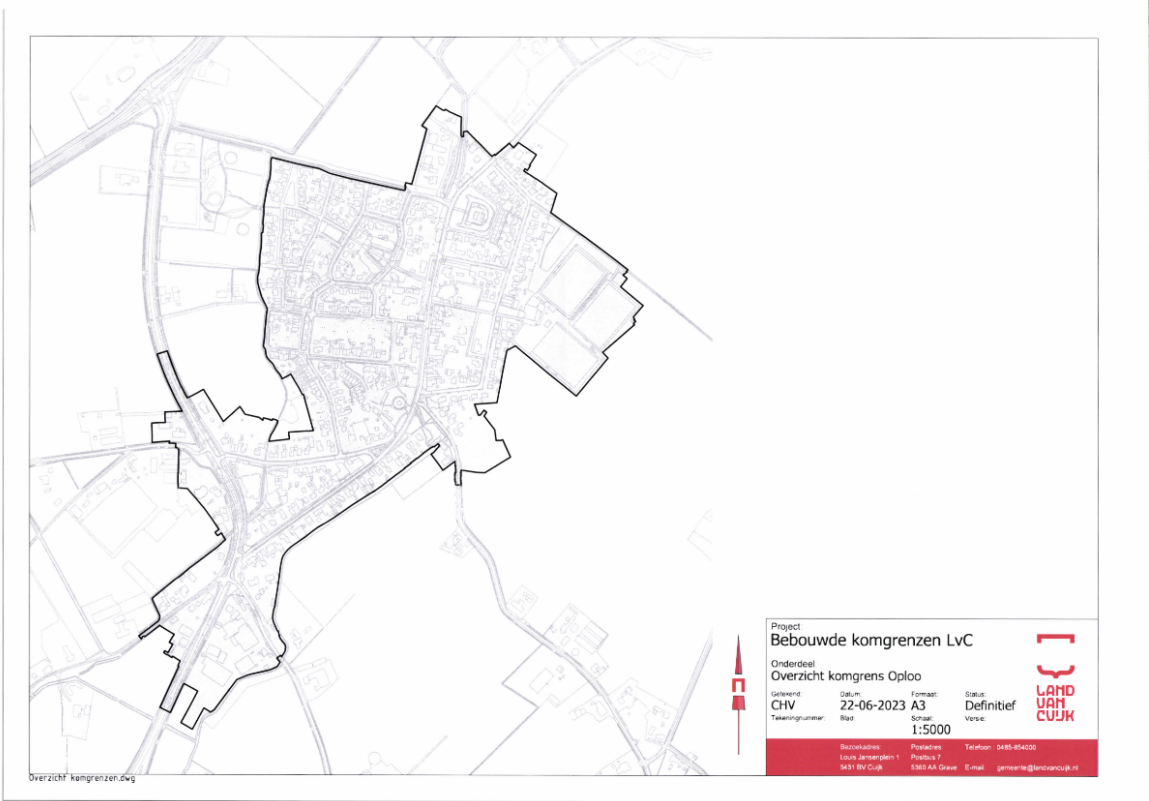 Project
Bebouwde komgrenzen LvC
Onderdeel
Overzicht komgrens Oploo
Getekend: Datum: Formaat: Status:
CHV 22-06-2023 A3 Definitief
Tekeningnummer: Blad: Schaal: Versie:
1:5000
LAND
VAN
CUIJK
Bezoekadres: Postadres: Telefoon: 0485-854000
Louis Jansenplein 1 Postbus 7
5431 BV Cuijk 5360 AA Grave E-mail: gemeente@landvancuijk.nl
Overzicht komgrenzen.dwg